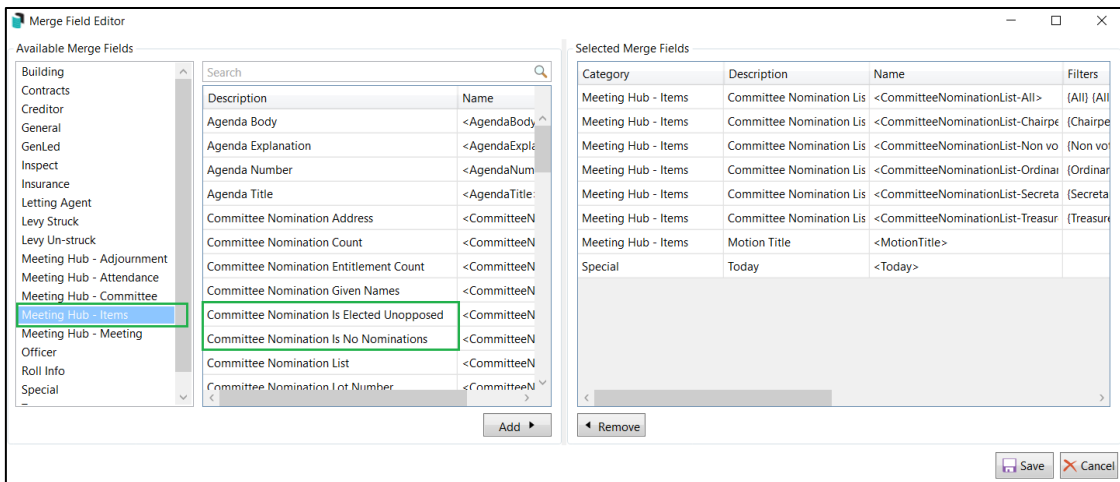 Merge Field Editor
Available Merge Fields
Building
Contracts
Creditor
General
GenLed
Inspect
Insurance
Letting Agent
Levy Struck
Levy Un-struck
Meeting Hub - Adjournment
Meeting Hub - Attendance
Meeting Hub - Committee
Meeting Hub - Items
Meeting Hub - Meeting
Officer
Roll Info
Special
Search
Description Name
Agenda Body <AgendaBody
Agenda Explanation <AgendaExpla
Agenda Number <AgendaNum
Agenda Title <AgendaTitle
Committee Nomination Address <CommitteeN
Committee Nomination Count <CommitteeN
Committee Nomination Entitlement Count <CommitteeN
Committee Nomination Given Names <CommitteeN
Committee Nomination Is Elected Unopposed <CommitteeN
Committee Nomination Is No Nominations <CommitteeN
Committee Nomination List <CommitteeN
Committee Nomination Lot Number <CommitteeN
Add
Selected Merge Fields
Category Description Name Filters
Meeting Hub - Items Committee Nomination Lis <CommitteeNominationList-All> {All} {All
Meeting Hub - Items Committee Nomination Lis <CommitteeNominationList-Chairpe {Chairpe
Meeting Hub - Items Committee Nomination Lis <CommitteeNominationList-Non vo {Non vot
Meeting Hub - Items Committee Nomination Lis <CommitteeNominationList-Ordinar {Ordinar
Meeting Hub - Items Committee Nomination Lis <CommitteeNominationList-Secreta {Secreta
Meeting Hub - Items Committee Nomination Lis <CommitteeNominationList-Treasur {Treasure
Meeting Hub - Items Motion Title <MotionTitle>
Special Today <Today>
Remove
Save Cancel